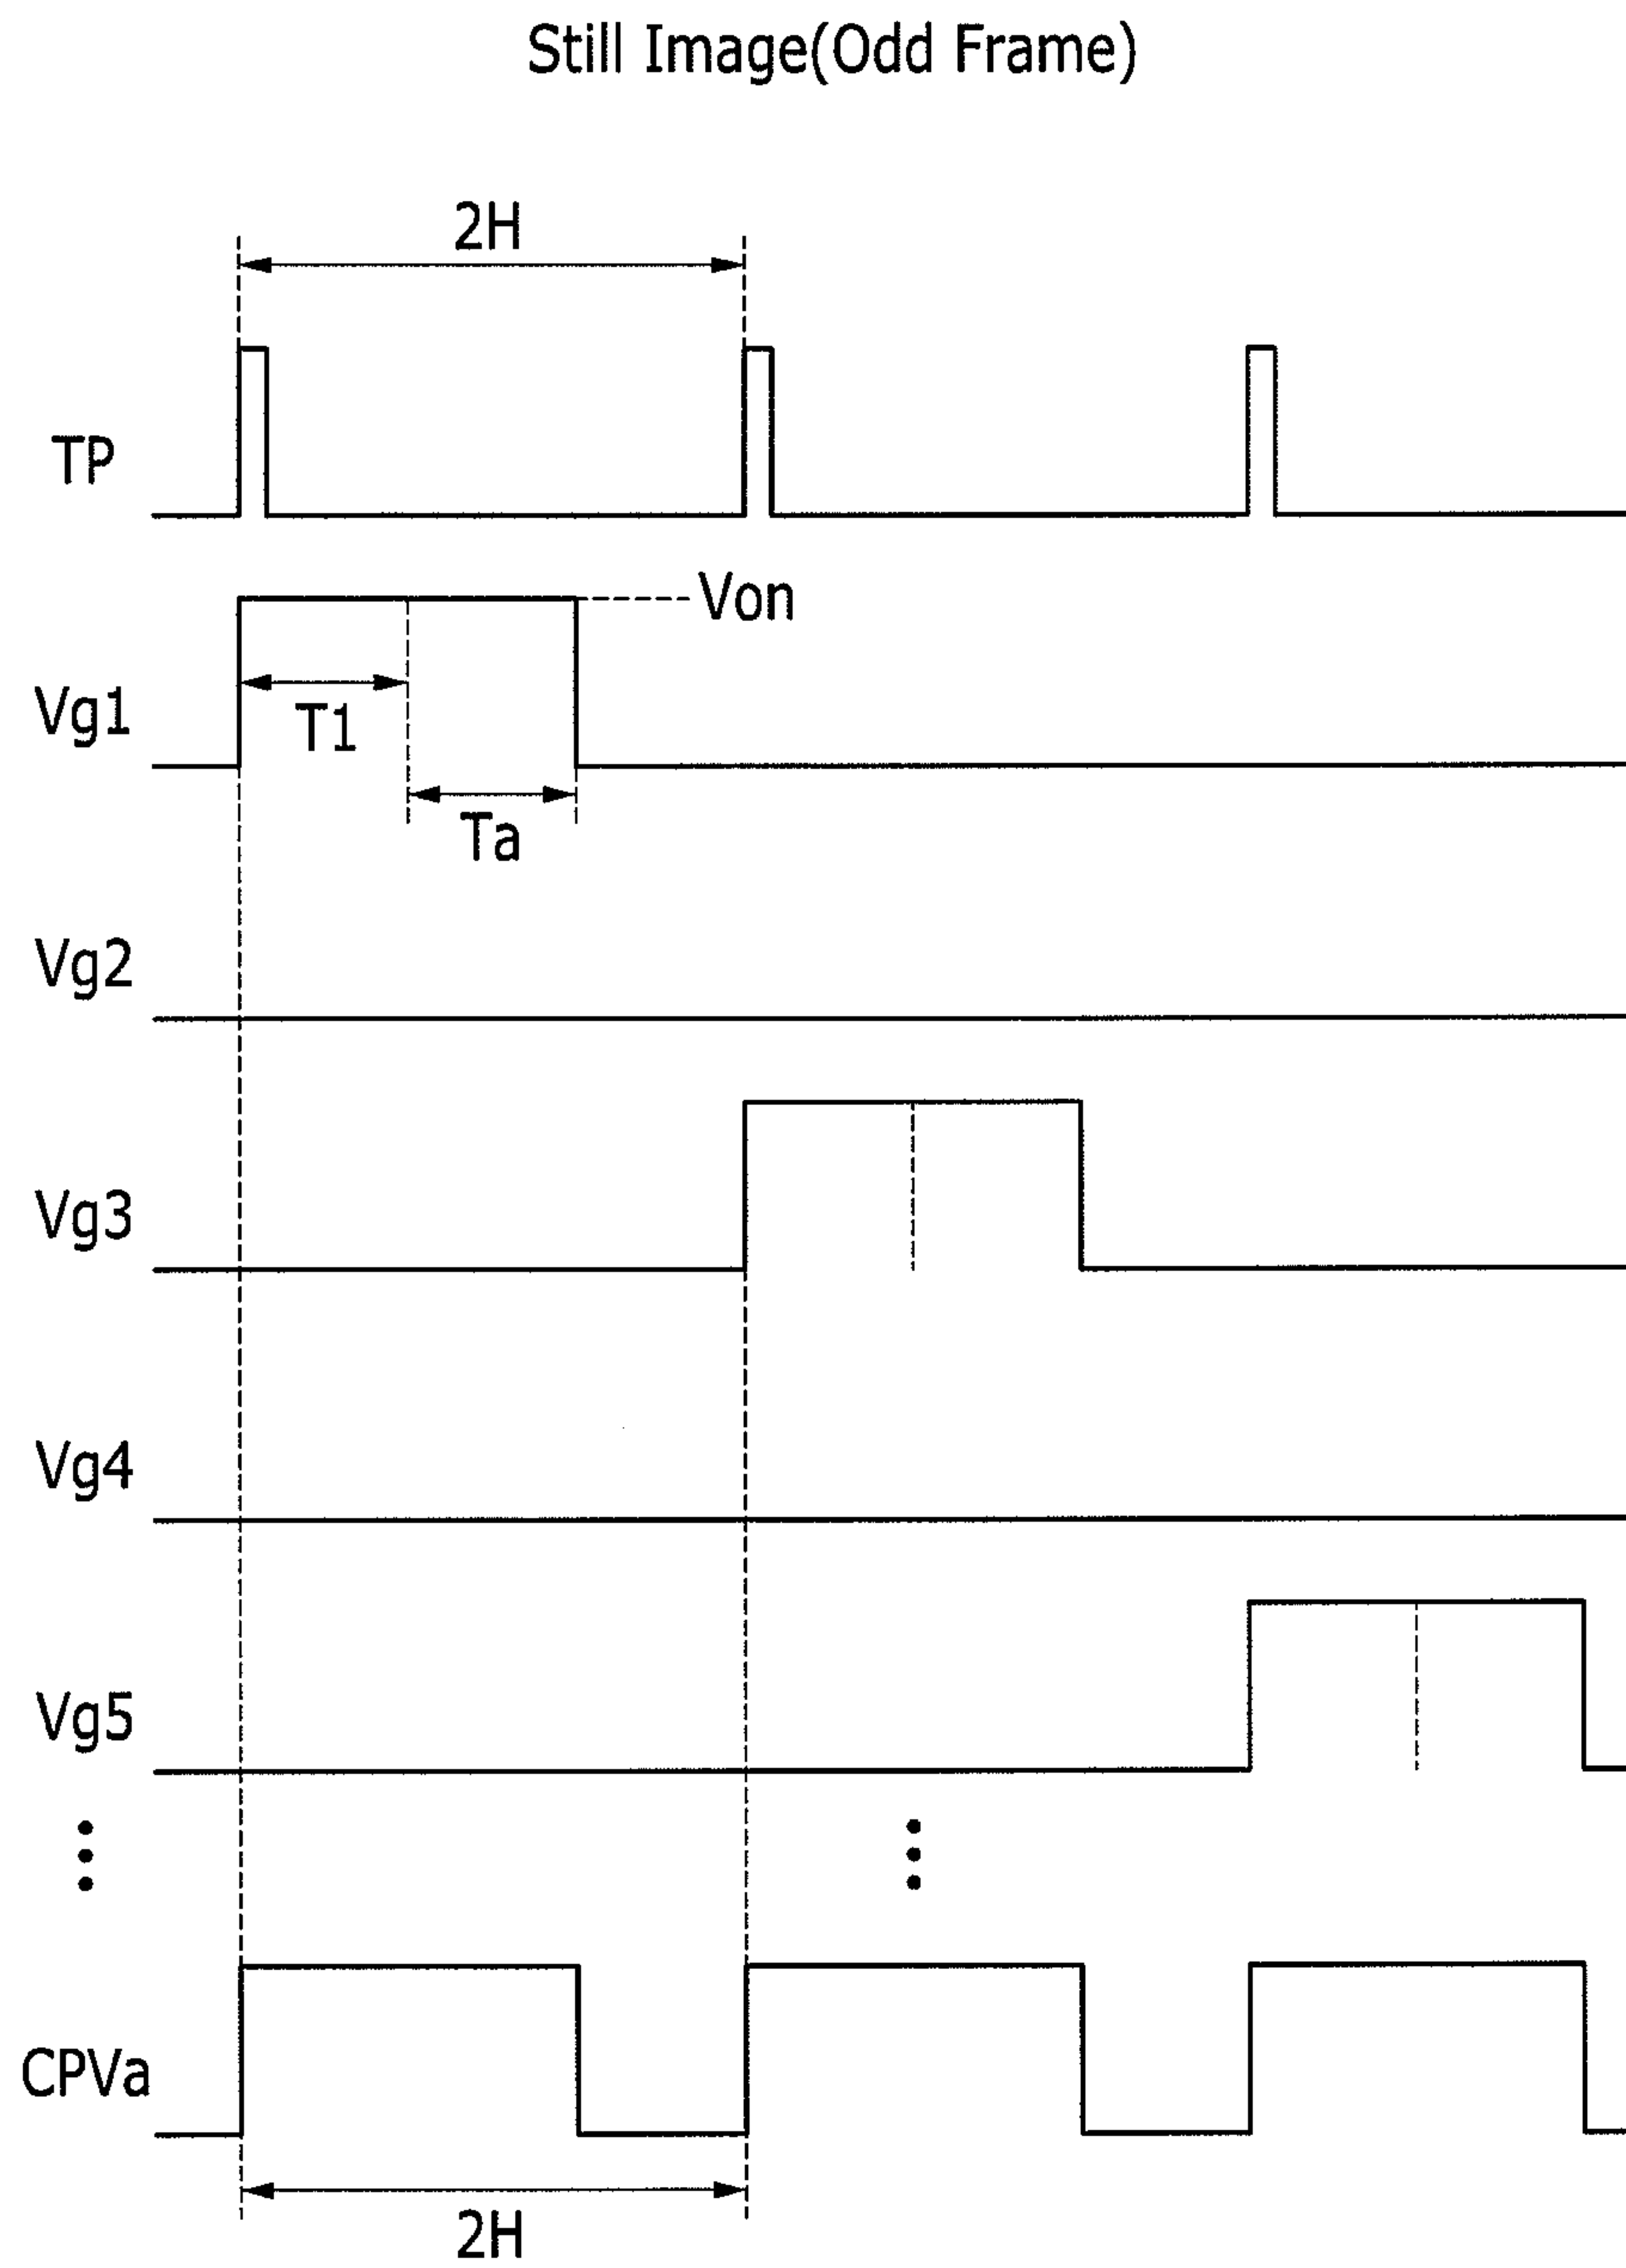 Still Image(Odd Frame)
2H
TP
Von
Vg1
T1
Ta
Vg2
Vg3
Vg4
Vg5
CPVa
2H